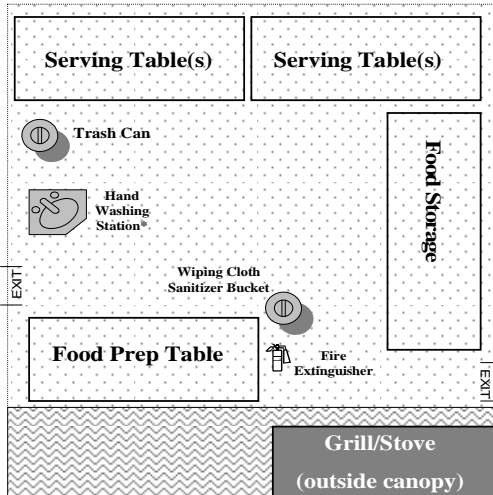 Serving Table(s)
Serving Table(s)
Trash Can
Food Storage
Hand
Washing
Station*
EXIT
Wiping Cloth
Sanitizer Bucket
Food Prep Table
Fire
Extinguisher
EXIT
Grill/Stove
(outside canopy)